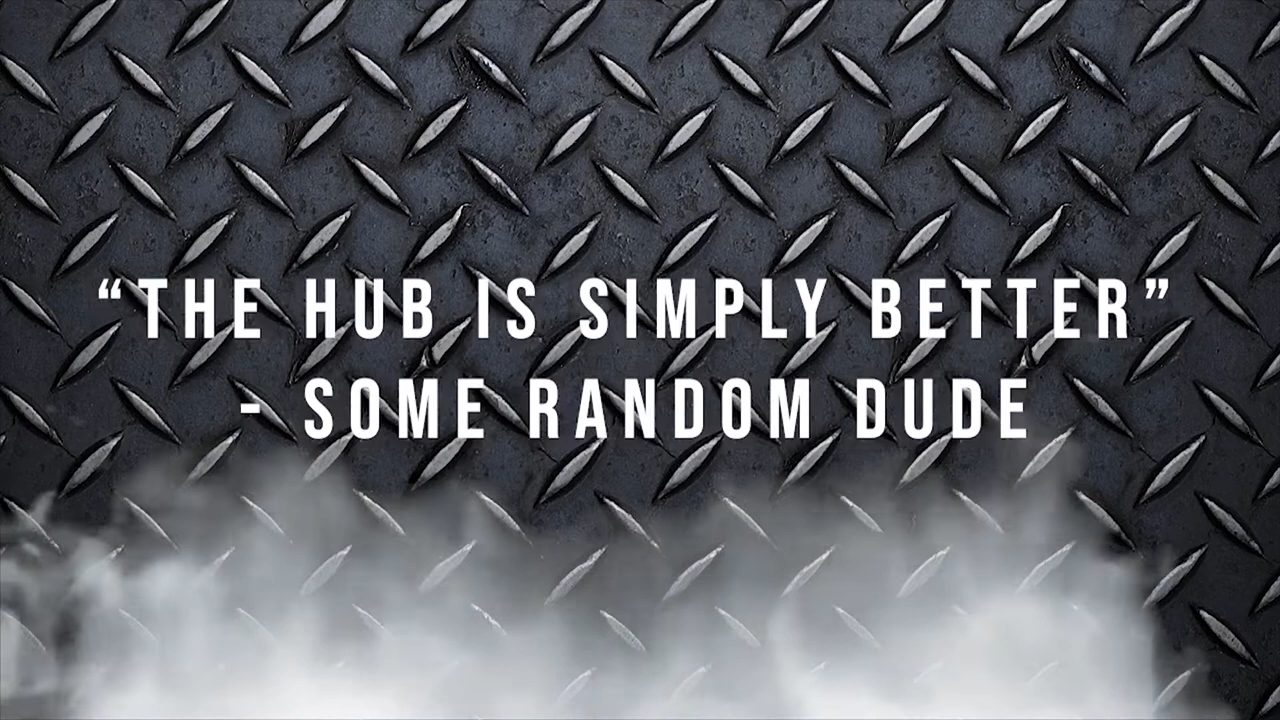 “THE HUB IS SIMPLY BETTER”
- SOME RANDOM DUDE